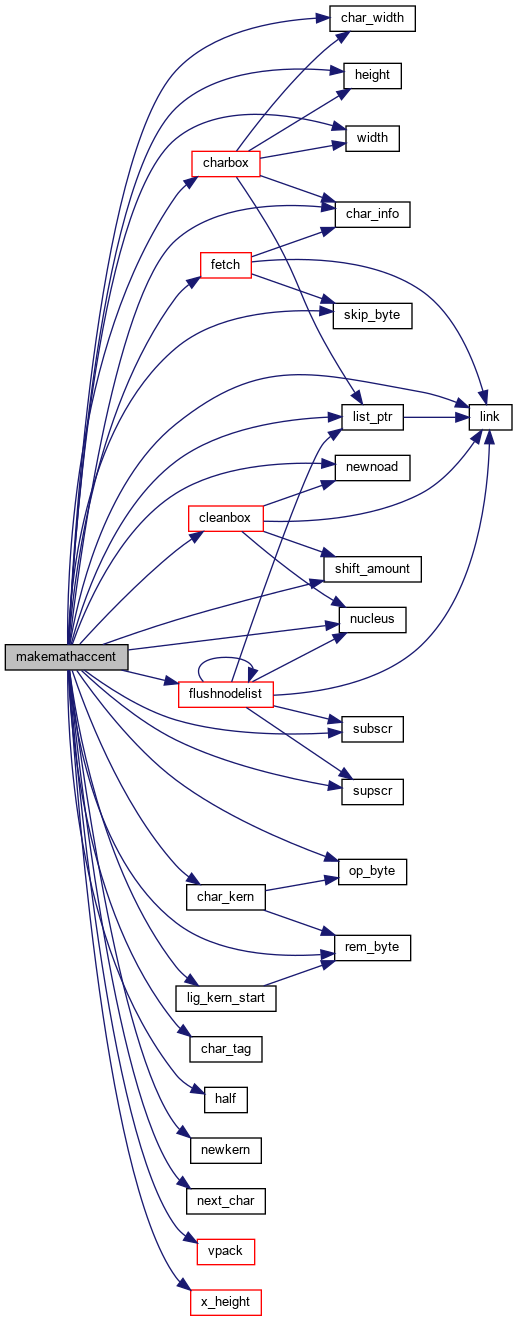 char_width
height
width
charbox
char_info
fetch
skip_byte
list_ptr
link
newnoad
cleanbox
shift_amount
nucleus
makemathaccent
flushnodelist
subscr
supscr
op_byte
char_kern
rem_byte
lig_kern_start
char_tag
half
newkern
next_char
vpack
x_height